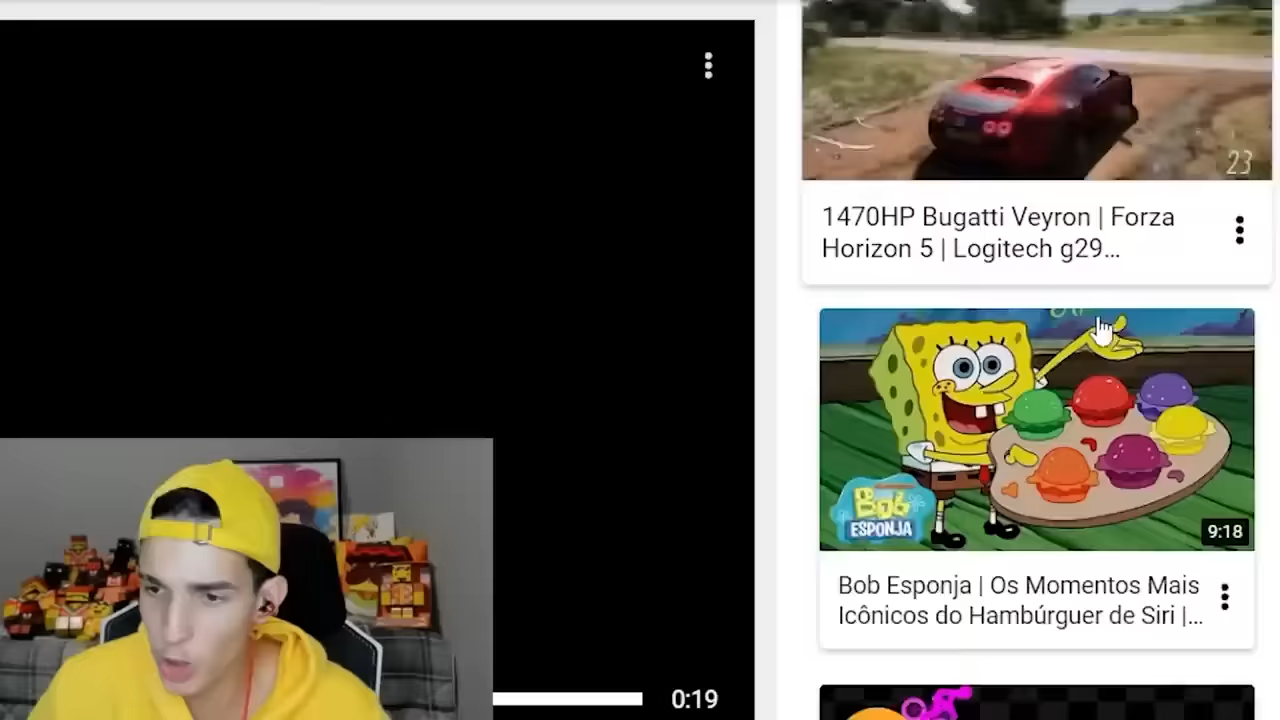 23
1470HP Bugatti Veyron | Forza
Horizon 5 | Logitech g29...
Bob
ESPONJA
9:18
Bob Esponja | Os Momentos Mais
Icônicos do Hambúrguer de Siri |...
0:19